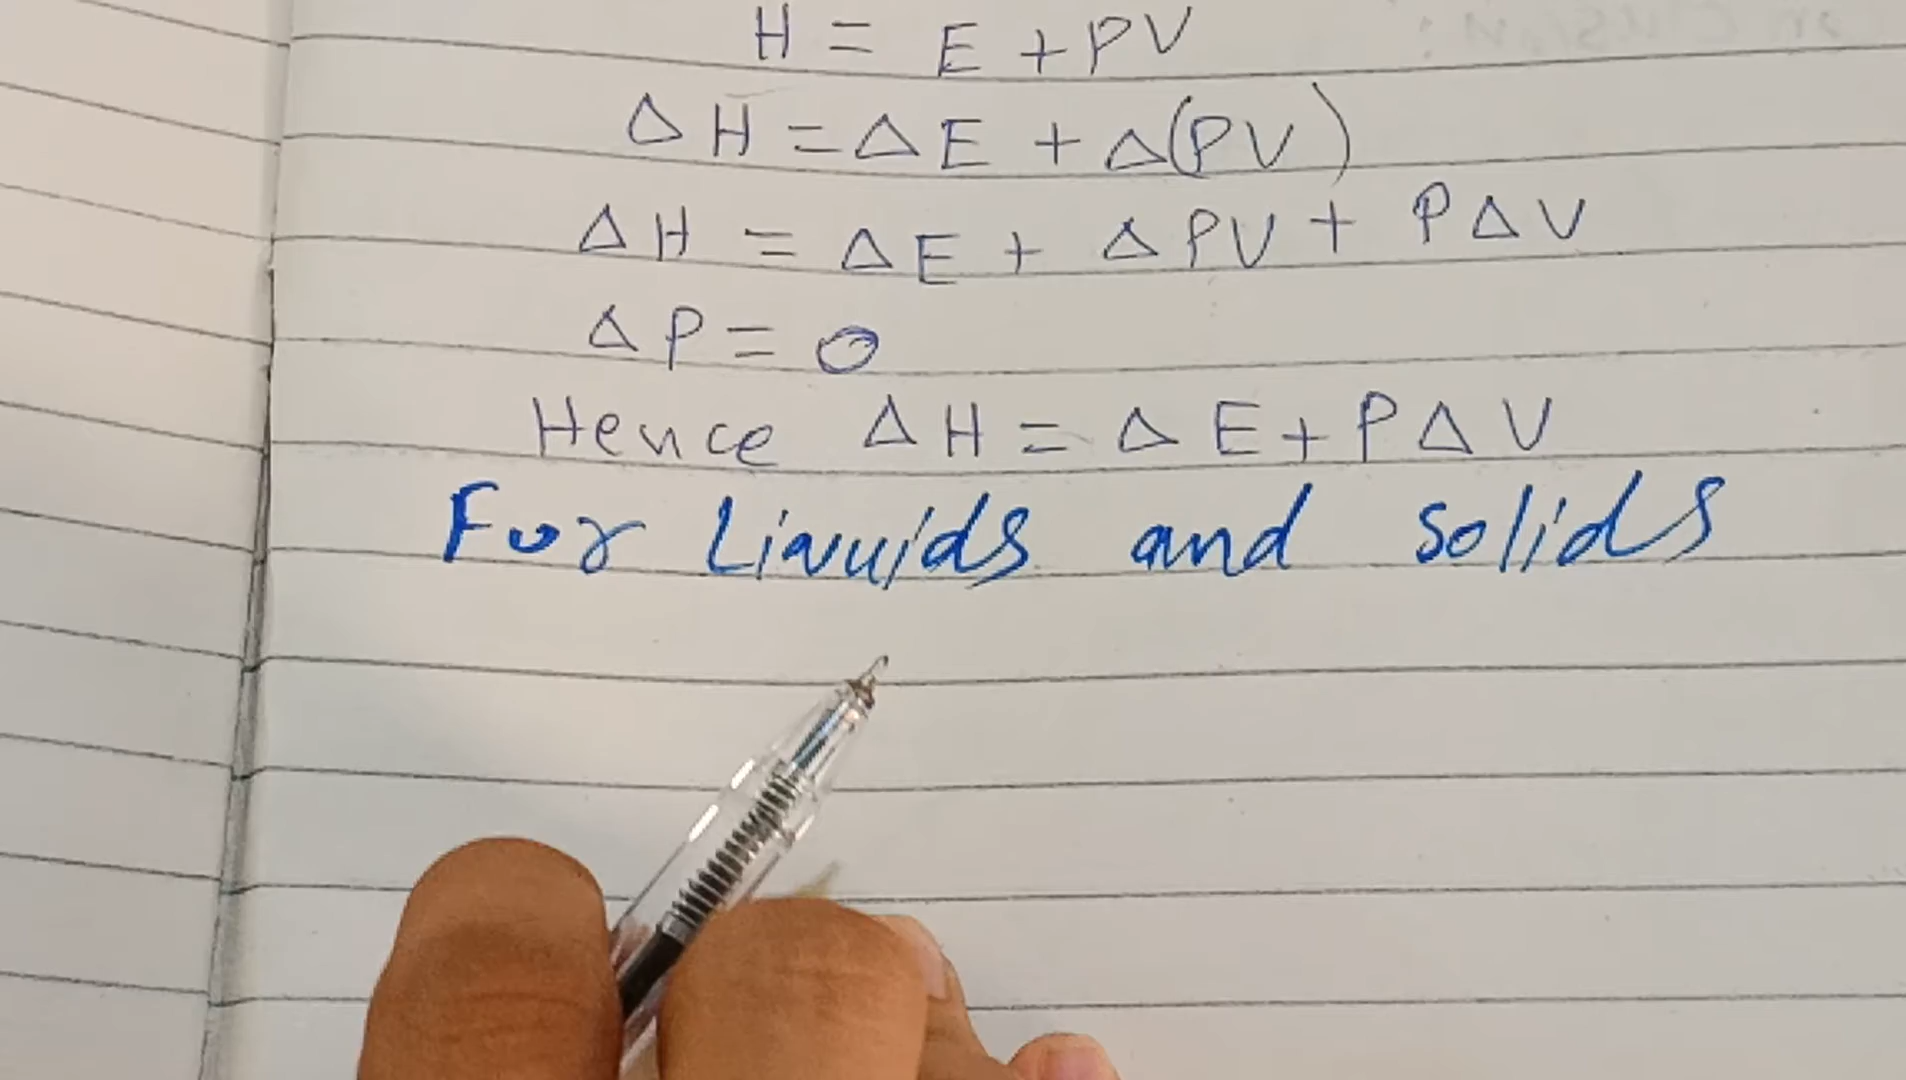 H = E + PV
ΔH = ΔE + Δ(PV)
ΔH = ΔE + ΔPV + PΔV
ΔP = 0
Hence ΔH = ΔE + PΔV
For Liquids and Solids